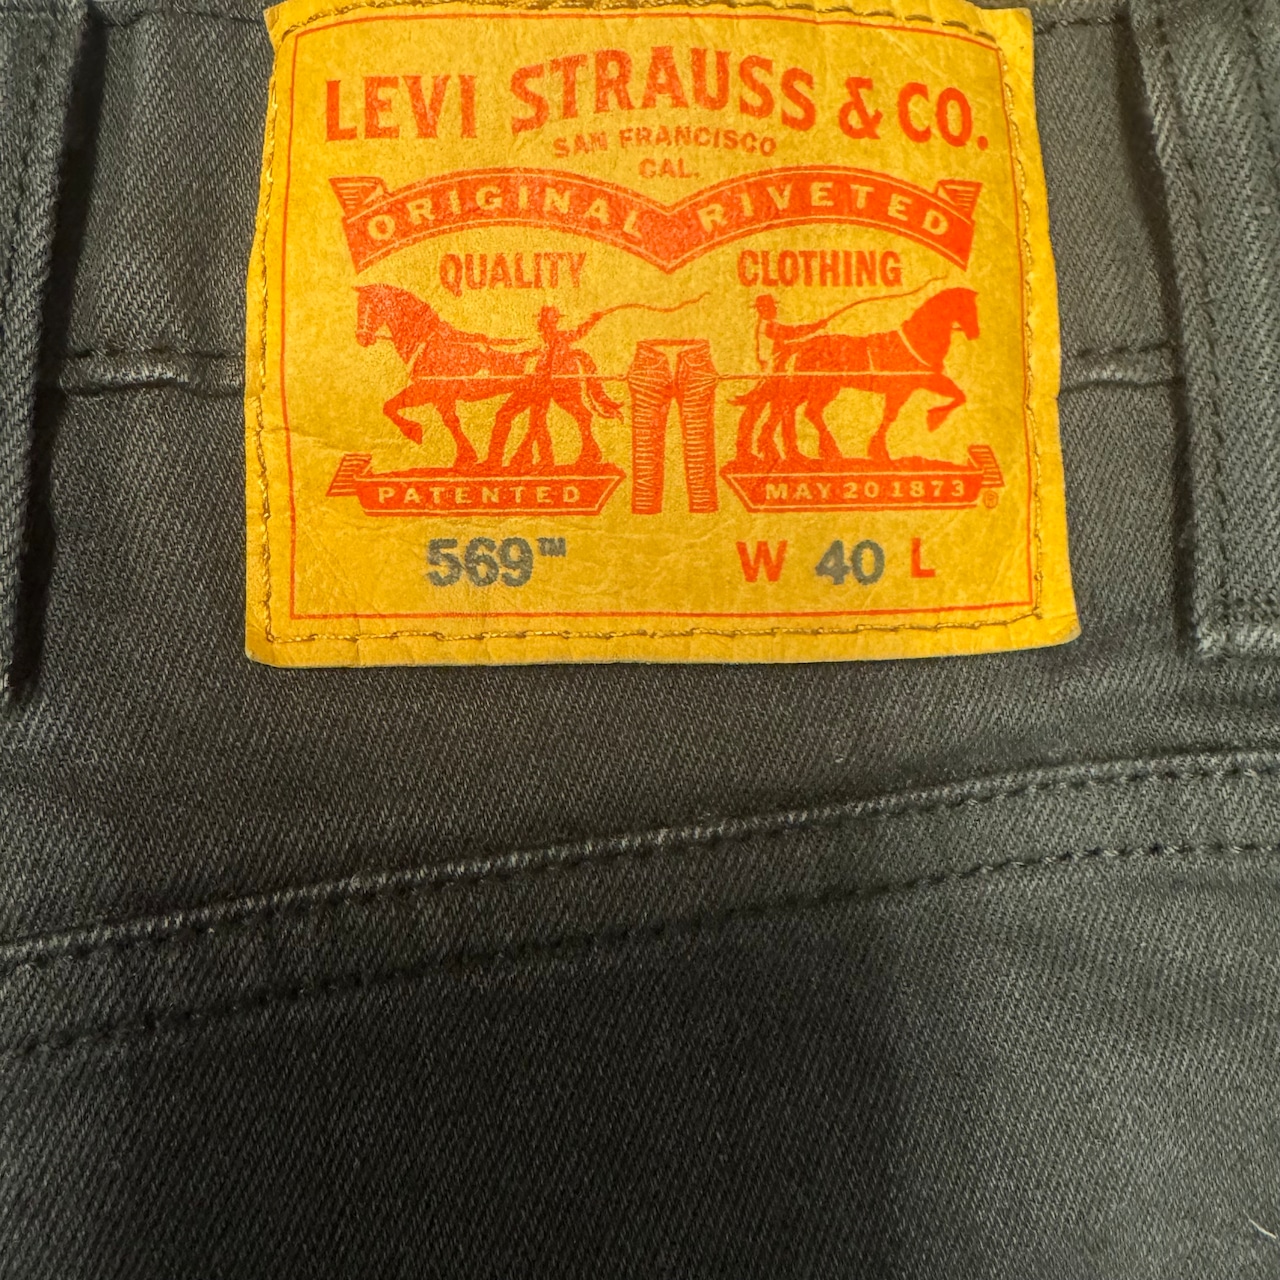 LEVI STRAUSS & CO.
SAN FRANCISCO
CAL.
ORIGINAL RIVETED
QUALITY CLOTHING
PATENTED MAY 20 1873 ®
569™ W 40 L